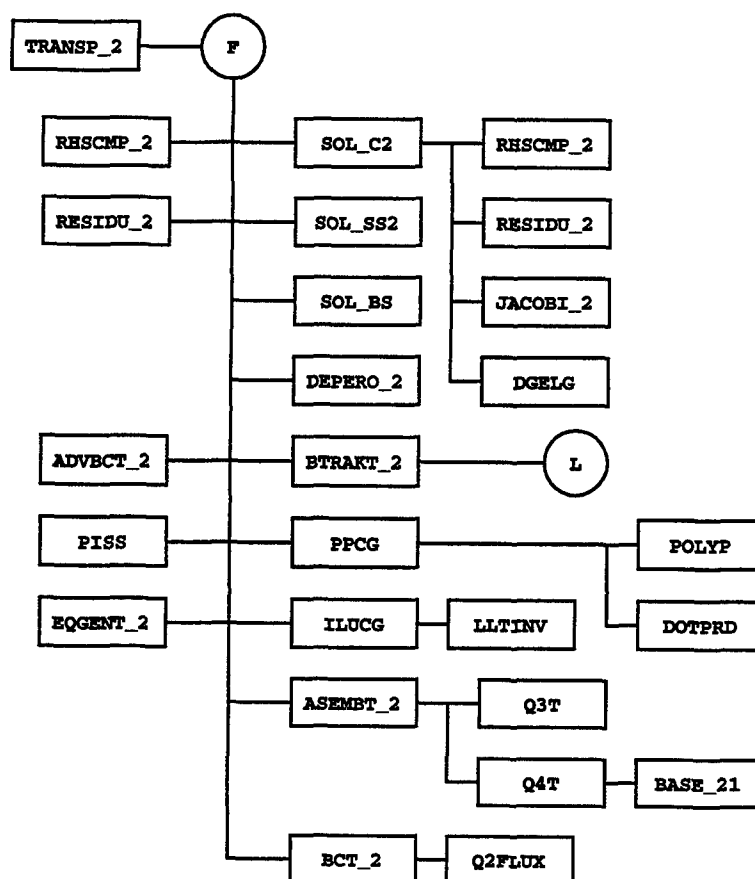 TRANSP_2 F
RHSCMP_2 SOL_C2 RHSCMP_2
RESIDU_2 SOL_SS2 RESIDU_2
SOL_BS JACOBI_2
DEPERO_2 DGELG
ADVBCT_2 BTRAKT_2 L
PISS PPCG POLYP
EQGENT_2 ILUCG LLTINV DOTPRD
ASEMBT_2 Q3T
Q4T BASE_21
BCT_2 Q2FLUX